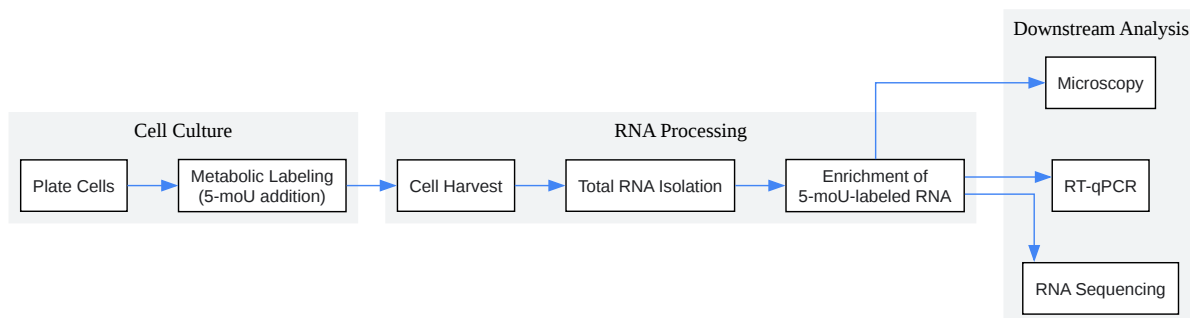 Downstream Analysis
Microscopy
Cell Culture
RNA Processing
Plate Cells
Metabolic Labeling
(5-moU addition)
Cell Harvest
Total RNA Isolation
Enrichment of
5-moU-labeled RNA
RT-qPCR
RNA Sequencing